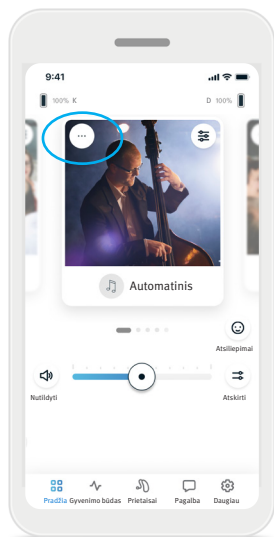 9:41
100% K
D 100%
Automatinis
Atsiliepimai
Nutildyti
Atskirti
Pradžia Gyvenimo būdas Prietaisai Pagalba Daugiau